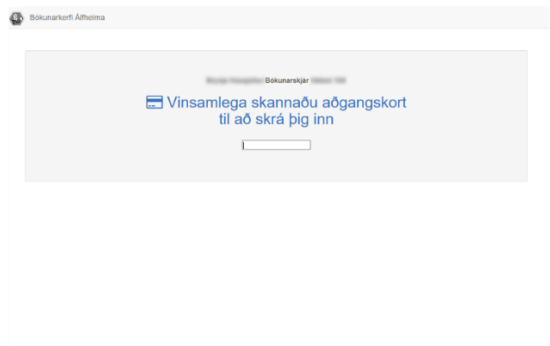 Bókunarkerfi Álfheima
Bókunarskjár
Vinsamlega skannaðu aðgangskort
til að skrá þig inn